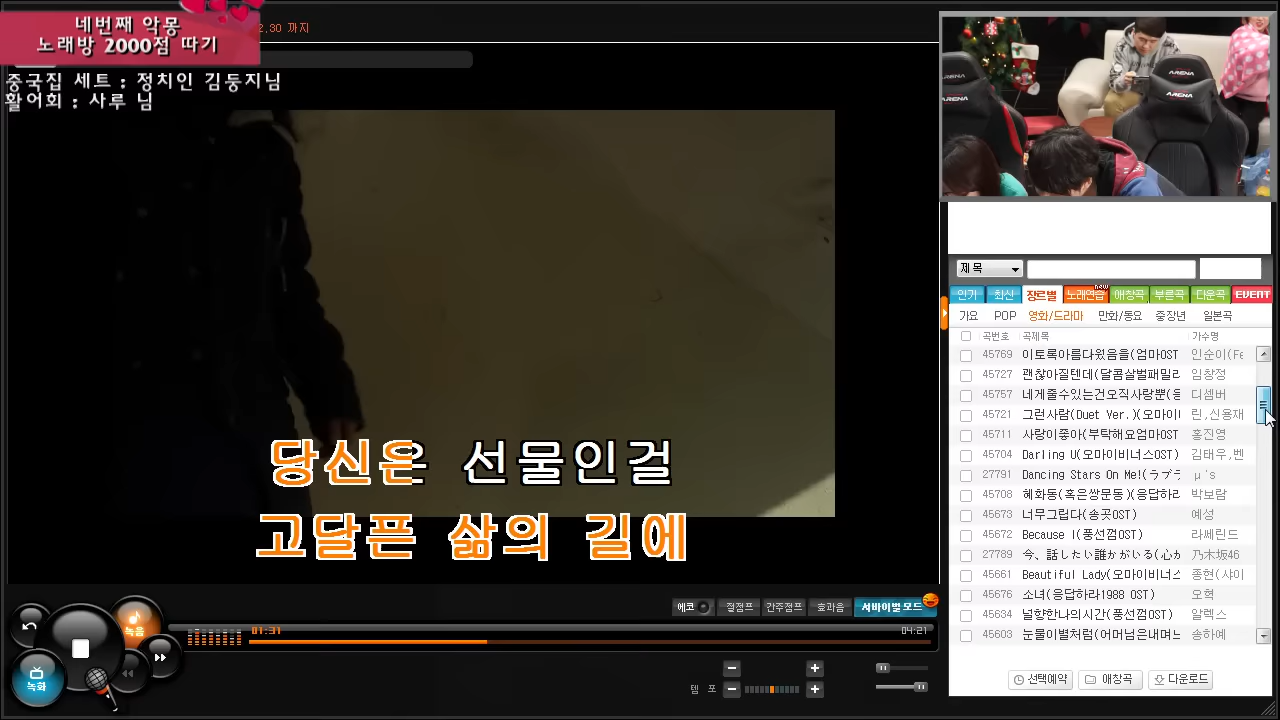 네번째 악몽
노래방 2000점 따기
2.30 까지
중국집 세트 : 정치인 김둥지님
활어회 : 사루 님
ARENA
ARENA
ARENA
ARENA
제목
인기 최신 장르별 노래연습 new 애창곡 부른곡 다운곡 EVENT
가요 POP 영화/드라마 만화/동요 중장년 일본곡
곡번호 곡제목 가수명
45769 이토록아름다웠음을(엄마OST 인순이(Fe
45727 괜찮아질텐데(달콤살벌패밀리 임창정
45757 네게줄수있는건오직사랑뿐(응 디셈버
45721 그런사람(Duet Ver.)(오마이비 린,신용재
45711 사랑이좋아(부탁해요엄마OST 홍진영
45704 Darling U(오마이비너스OST) 김태우,벤
27791 Dancing Stars On Me!(ラブラ μ's
45708 혜화동(혹은쌍문동)(응답하라 박보람
45673 너무그립다(송곳OST) 예성
45672 Because I(풍선껌OST) 라쎄린드
27789 今、話したい誰かがいる(心か 乃木坂46
45661 Beautiful Lady(오마이비너스 종현(샤이
45676 소녀(응답하라1988 OST) 오혁
45634 널향한나의시간(풍선껌OST) 알렉스
45603 눈물이별처럼(어머님은내며느 송하예
당신은 선물인걸
고달픈 삶의 길에
에코 절점프 간주점프 효과음 서바이벌 모드
녹음
01:31 04:21
녹화
템 포
선택예약 애창곡 다운로드